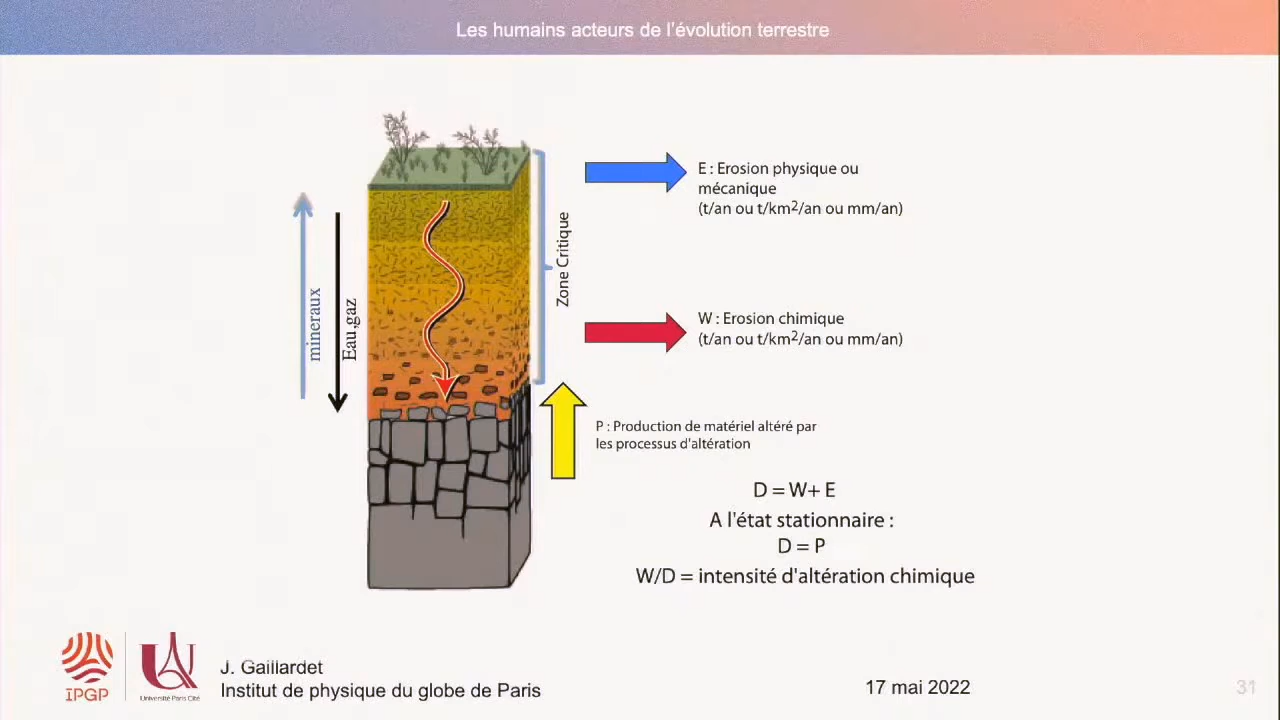 Les humains acteurs de l'évolution terrestre
E : Erosion physique ou
mécanique
(t/an ou t/km2/an ou mm/an)
Zone Critique
mineraux
Eau,gaz
W : Erosion chimique
(t/an ou t/km2/an ou mm/an)
P : Production de matériel altéré par
les processus d'altération
D = W+ E
A l'état stationnaire :
D = P
W/D = intensité d'altération chimique
IPGP
Université Paris Cité
J. Gaillardet
Institut de physique du globe de Paris
17 mai 2022
31